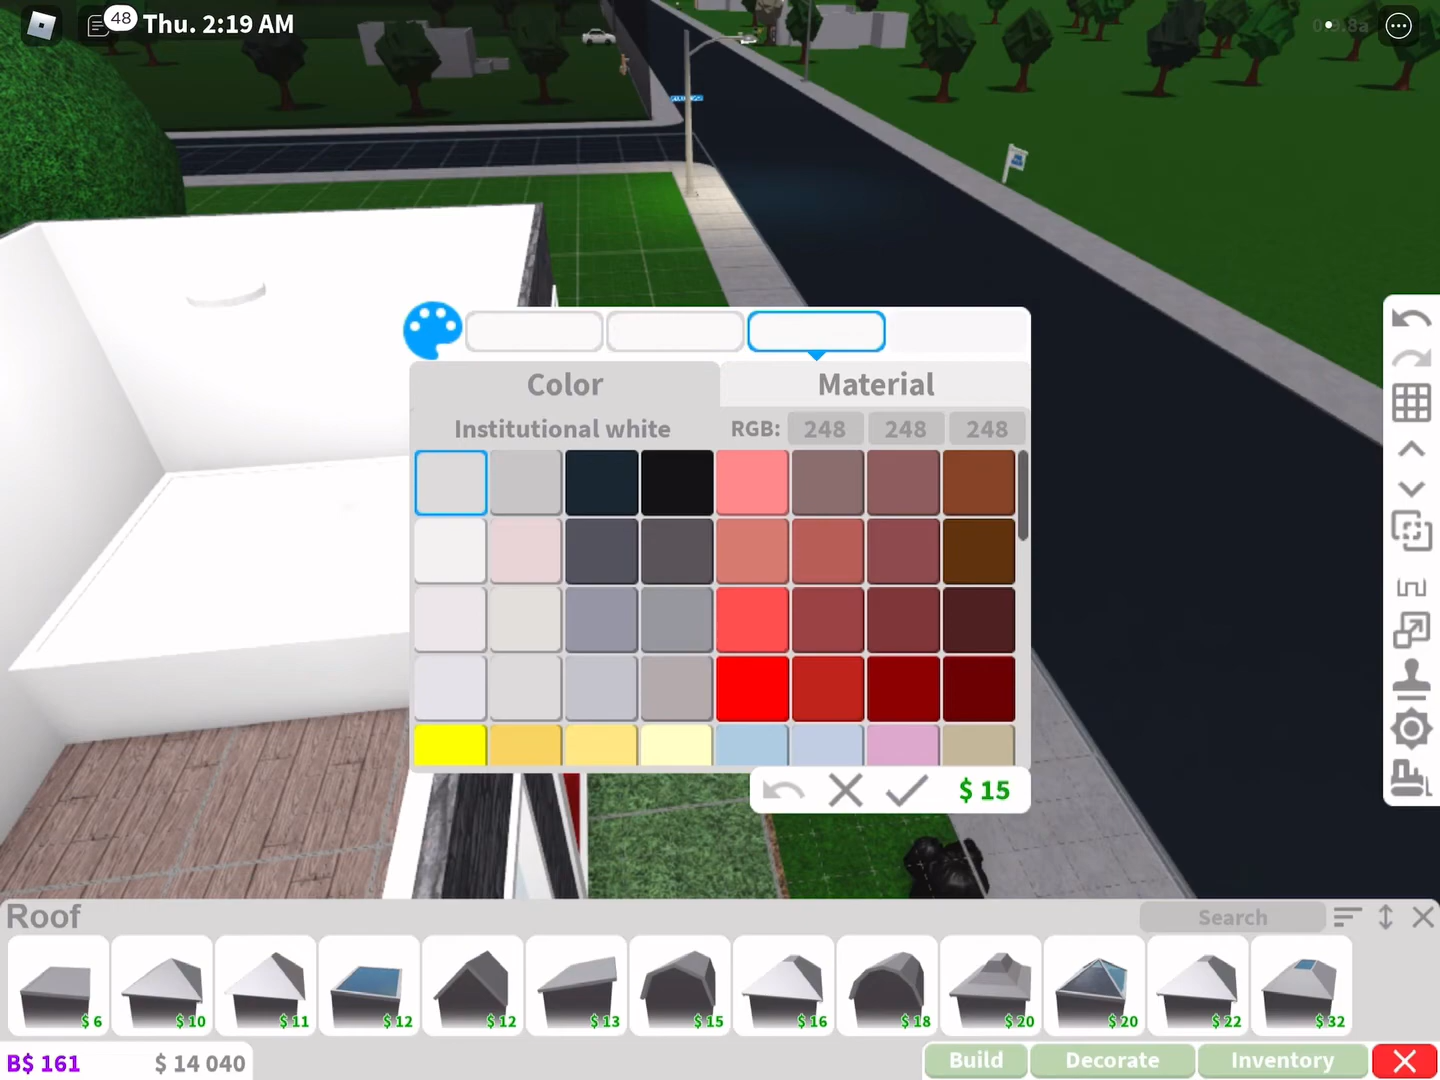 48 Thu. 2:19 AM
Color
Material
Institutional white
RGB: 248 248 248
$ 15
Roof
Search
$ 6 $ 10 $ 11 $ 12 $ 12 $ 13 $ 15 $ 16 $ 18 $ 20 $ 20 $ 22 $ 32
B$ 161 $ 14 040
Build Decorate Inventory